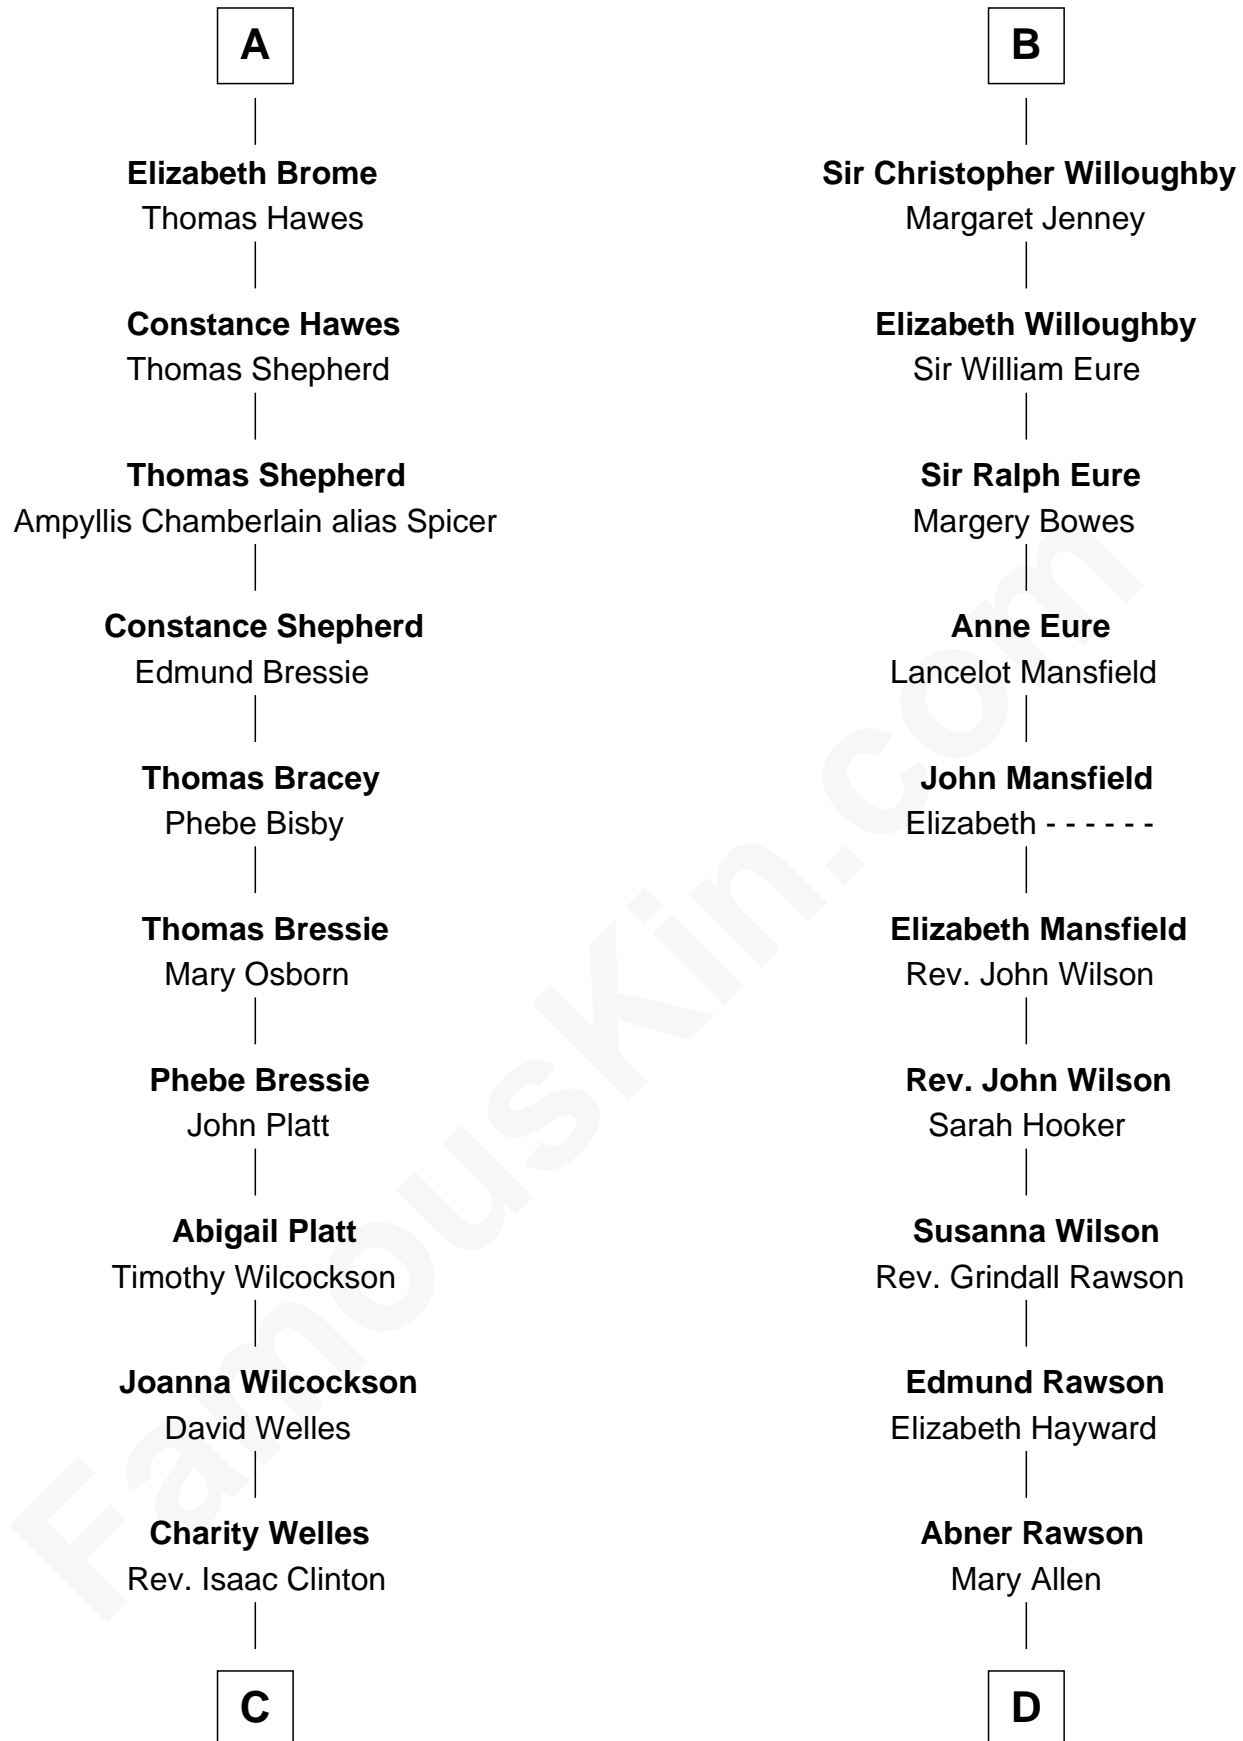 A
Elizabeth Brome
Thomas Hawes
Constance Hawes
Thomas Shepherd
Thomas Shepherd
Ampyllis Chamberlain alias Spicer
Constance Shepherd
Edmund Bressie
Thomas Bracey
Phebe Bisby
Thomas Bressie
Mary Osborn
Phebe Bressie
John Platt
Abigail Platt
Timothy Wilcockson
Joanna Wilcockson
David Welles
Charity Welles
Rev. Isaac Clinton
C
B
Sir Christopher Willoughby
Margaret Jenney
Elizabeth Willoughby
Sir William Eure
Sir Ralph Eure
Margery Bowes
Anne Eure
Lancelot Mansfield
John Mansfield
Elizabeth - - - - - -
Elizabeth Mansfield
Rev. John Wilson
Rev. John Wilson
Sarah Hooker
Susanna Wilson
Rev. Grindall Rawson
Edmund Rawson
Elizabeth Hayward
Abner Rawson
Mary Allen
D
FamousKin.com